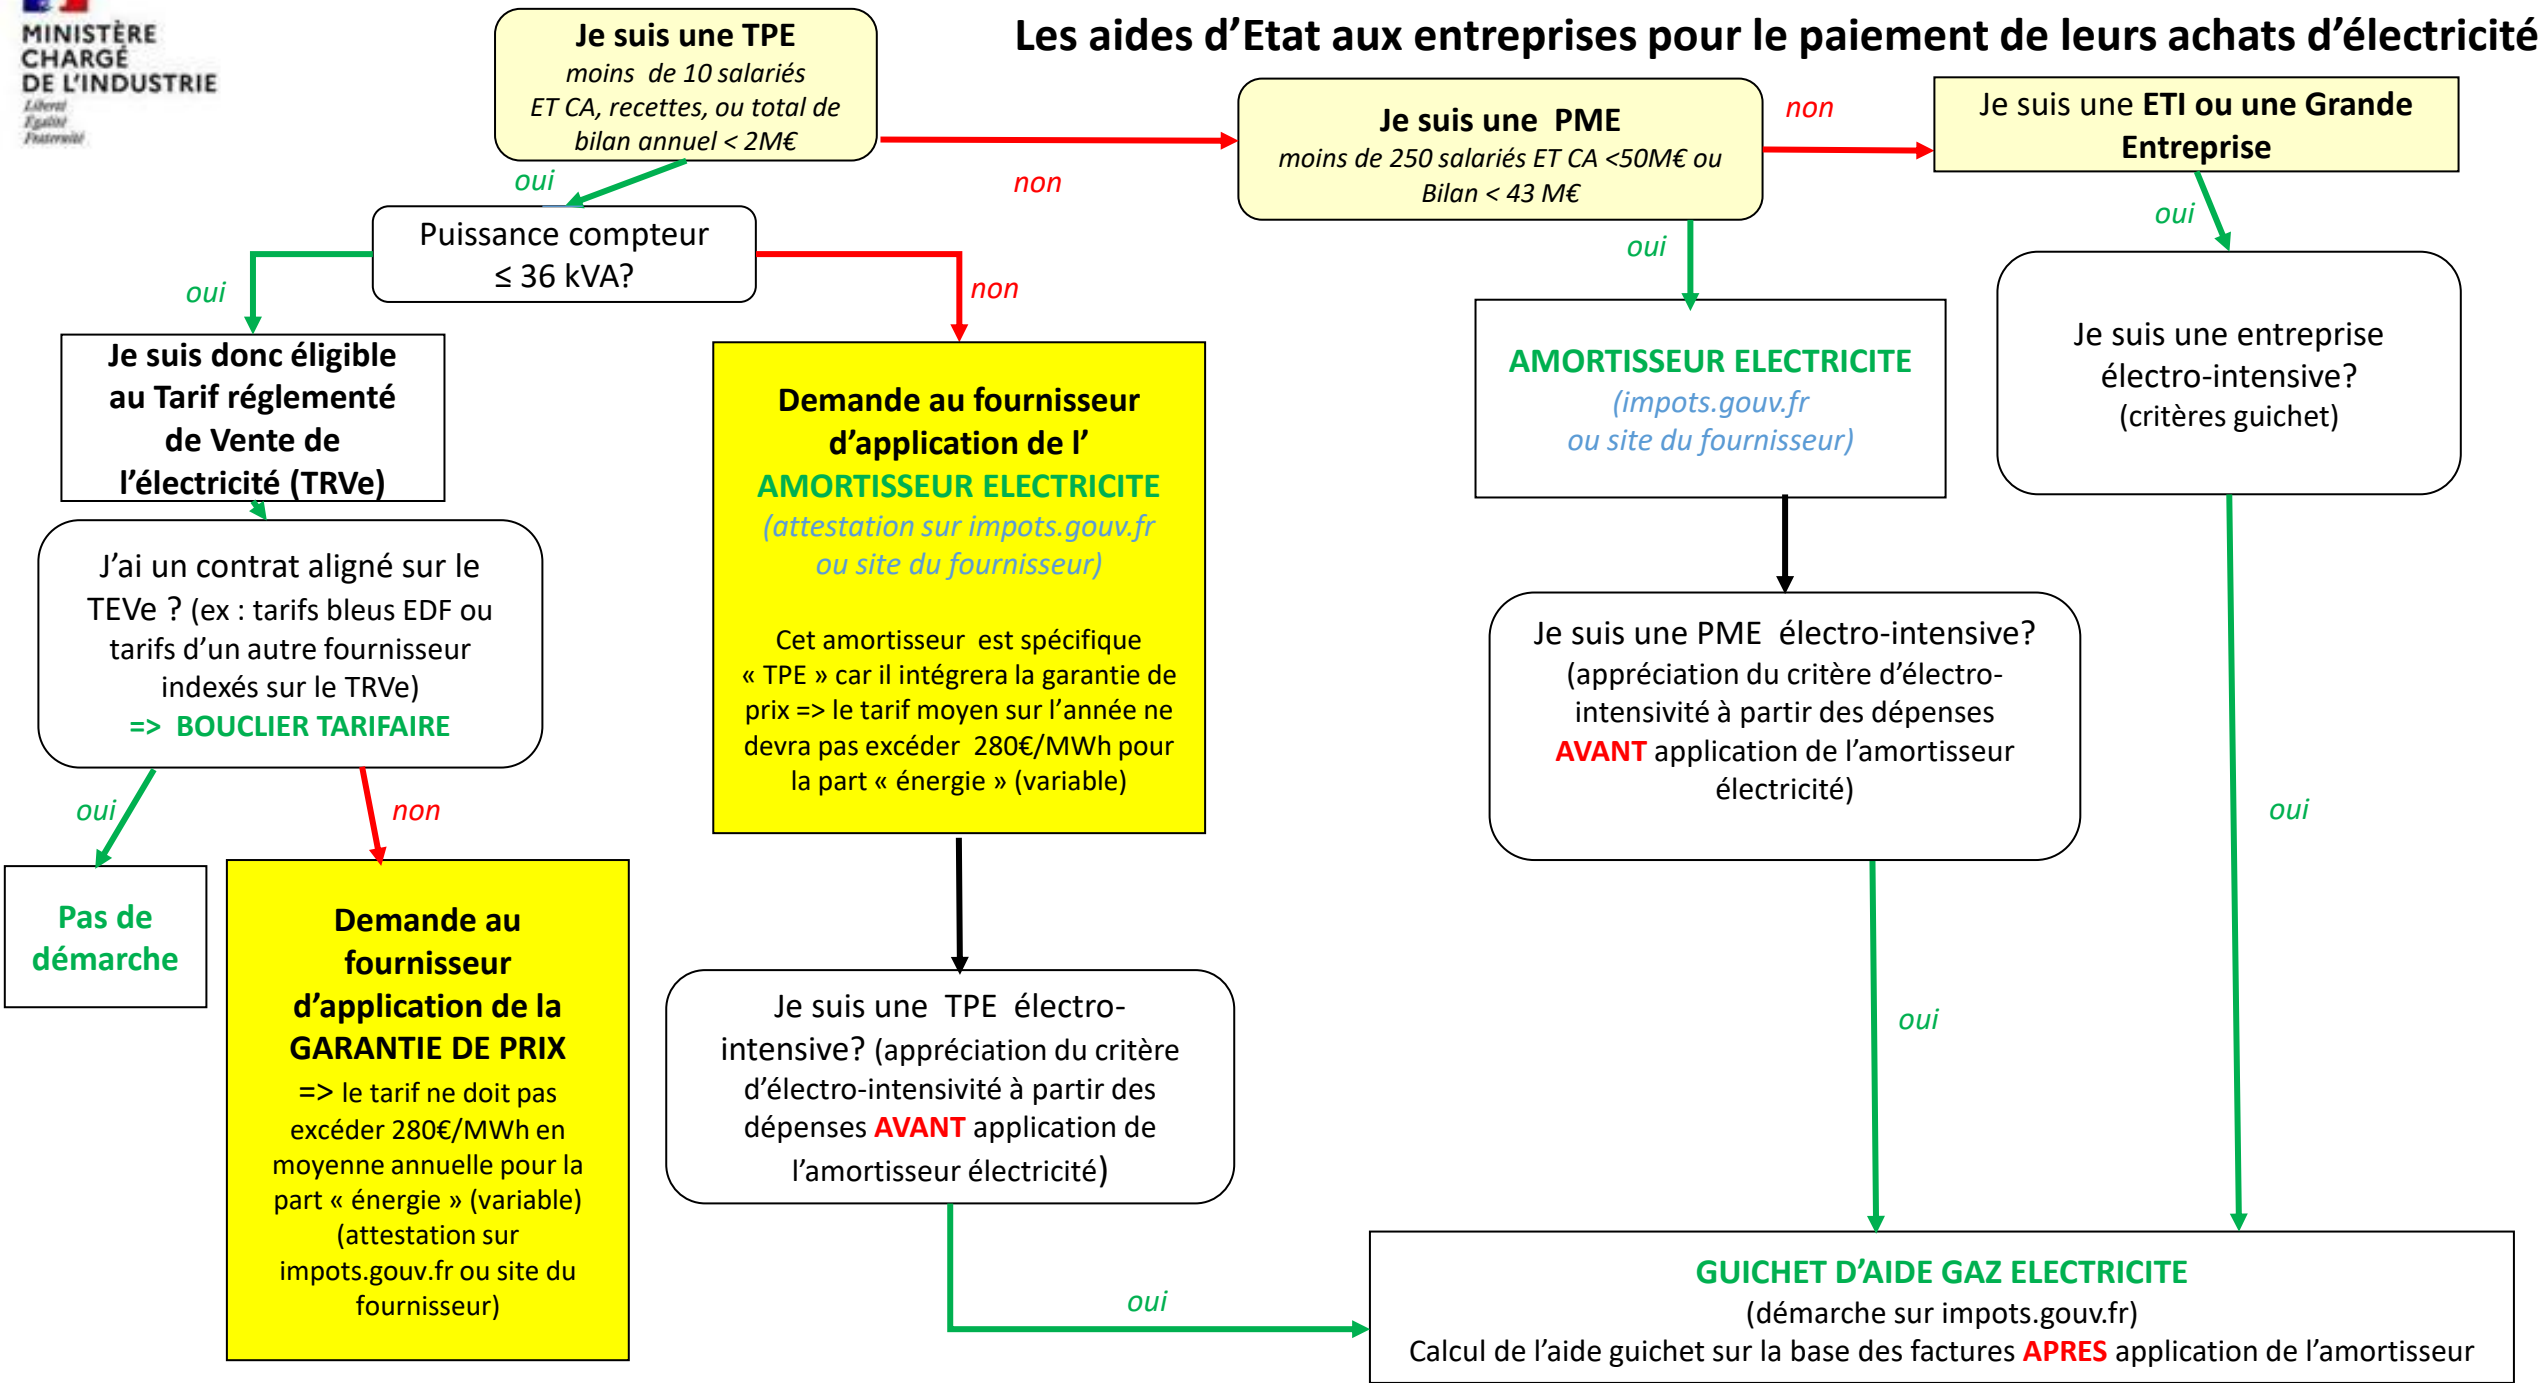 MINISTÈRE
CHARGÉ
DE L'INDUSTRIE
Liberté
Égalité
Fraternité
Les aides d’Etat aux entreprises pour le paiement de leurs achats d’électricité
Je suis une TPE
moins de 10 salariés
ET CA, recettes, ou total de
bilan annuel < 2M€
oui
non
Je suis une PME
moins de 250 salariés ET CA <50M€ ou
Bilan < 43 M€
non
oui
Je suis une ETI ou une Grande
Entreprise
oui
Puissance compteur
≤ 36 kVA?
oui
non
Je suis donc éligible
au Tarif réglementé
de Vente de
l’électricité (TRVe)
J’ai un contrat aligné sur le
TEVe ? (ex : tarifs bleus EDF ou
tarifs d’un autre fournisseur
indexés sur le TRVe)
=> BOUCLIER TARIFAIRE
oui
non
Pas de
démarche
Demande au
fournisseur
d’application de la
GARANTIE DE PRIX
=> le tarif ne doit pas
excéder 280€/MWh en
moyenne annuelle pour la
part « énergie » (variable)
(attestation sur
impots.gouv.fr ou site du
fournisseur)
Demande au fournisseur
d’application de l’
AMORTISSEUR ELECTRICITE
(attestation sur impots.gouv.fr
ou site du fournisseur)
Cet amortisseur est spécifique
« TPE » car il intégrera la garantie de
prix => le tarif moyen sur l’année ne
devra pas excéder 280€/MWh pour
la part « énergie » (variable)
Je suis une TPE électro-
intensive? (appréciation du critère
d’électro-intensivité à partir des
dépenses AVANT application de
l’amortisseur électricité)
oui
AMORTISSEUR ELECTRICITE
(impots.gouv.fr
ou site du fournisseur)
Je suis une PME électro-intensive?
(appréciation du critère d’électro-
intensivité à partir des dépenses
AVANT application de l’amortisseur
électricité)
oui
Je suis une entreprise
électro-intensive?
(critères guichet)
oui
GUICHET D’AIDE GAZ ELECTRICITE
(démarche sur impots.gouv.fr)
Calcul de l’aide guichet sur la base des factures APRES application de l’amortisseur